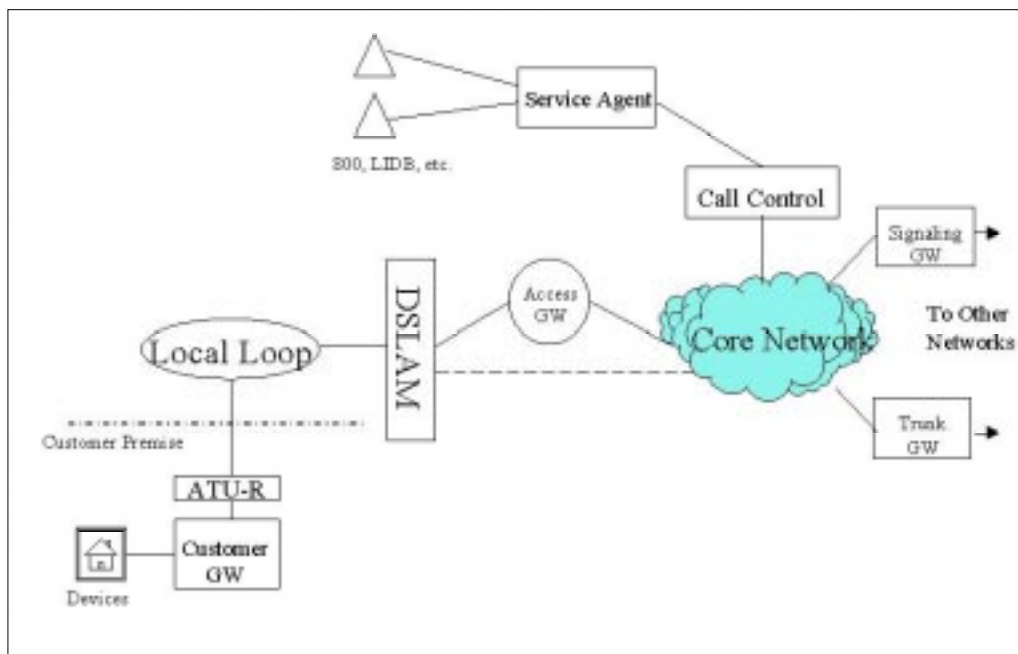 Service Agent
800, LIDB, etc.
Call Control
Signaling
GW
Access
GW
DSLAM
Core Network
To Other
Networks
Local Loop
Customer Premise
Trunk
GW
ATU-R
Customer
GW
Devices